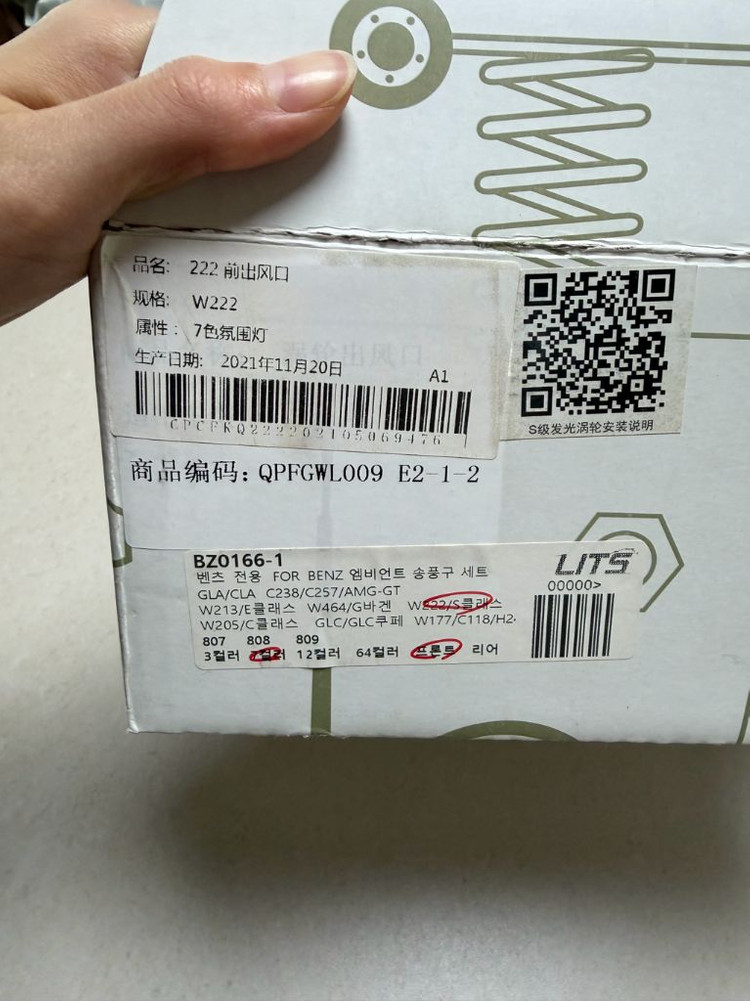 品名: 222 前出风口
规格: W222
属性: 7色氛围灯
生产日期: 2021年11月20日
A1
S级发光涡轮安装说明
商品编码: QPFGWL009 E2-1-2
BZ0166-1
벤츠 전용 FOR BENZ 엠비언트 송풍구 세트
GLA/CLA C238/C257/AMG-GT
W213/E클래스 W464/G바겐 W222/S클래스
W205/C클래스 GLC/GLC쿠페 W177/C118/H2
807 808 809
3컬러 7컬러 12컬러 64컬러 프론트 리어
LITS
00000>